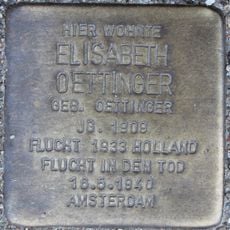 HIER WOHNTE
ELISABETH
OETTINGER
GEB. OETTINGER
JG. 1909
FLUCHT 1933 HOLLAND
FLUCHT IN DEN TOD
16.5.1940
AMSTERDAM